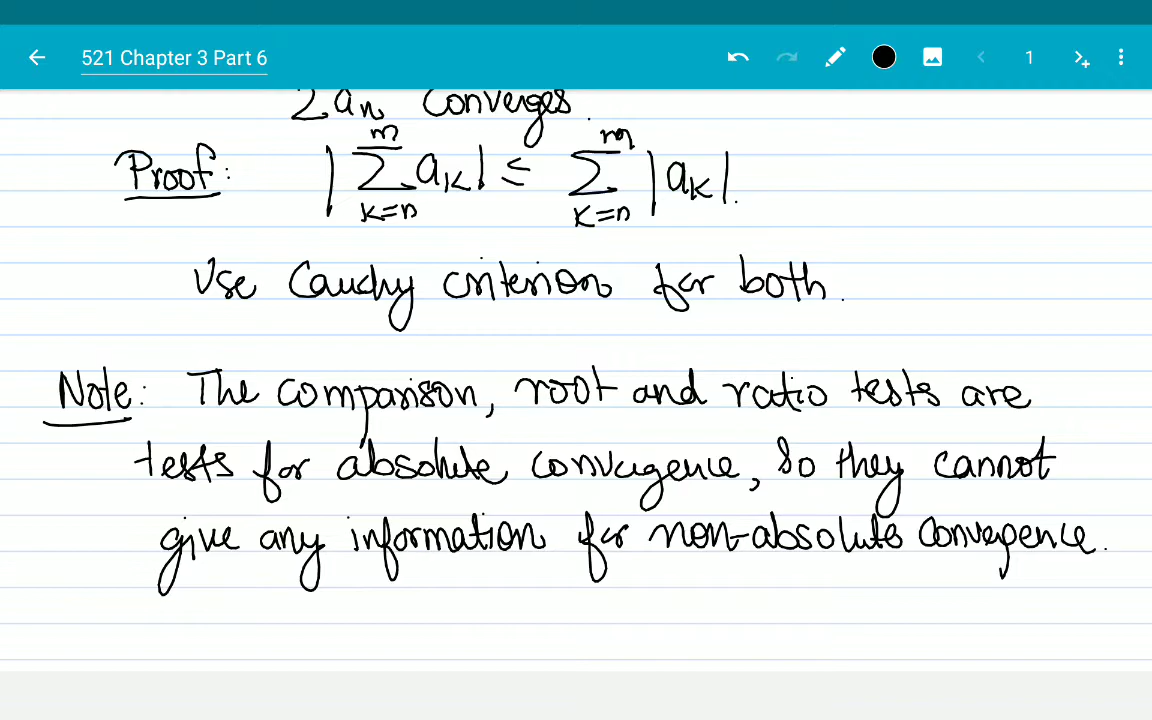 521 Chapter 3 Part 6
1
Σ aₙ converges.
Proof: | Σ_{k=n}^{m} a_k | ≤ Σ_{k=n}^{m} |a_k|.
Use Cauchy criterion for both.
Note: The comparison, root and ratio tests are
tests for absolute convergence, so they cannot
give any information for non-absolute convergence.